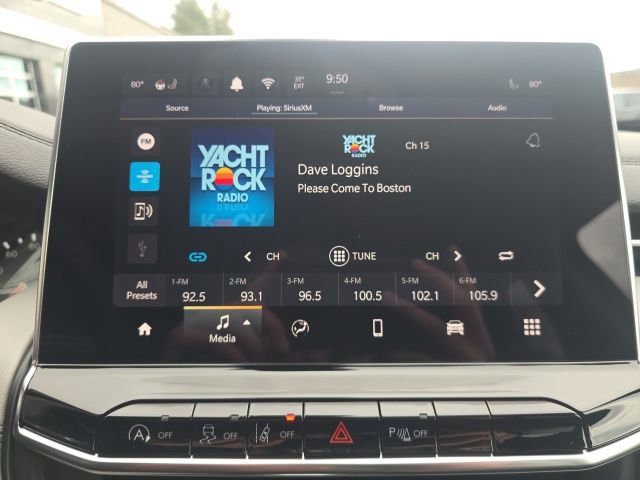 80° 35° EXT 9:50 80°
Source Playing: SiriusXM Browse Audio
FM
YACHT
ROCK
RADIO
YACHT
ROCK
RADIO
Ch 15
Dave Loggins
Please Come To Boston
CH TUNE CH
All Presets
1-FM 2-FM 3-FM 4-FM 5-FM 6-FM
92.5 93.1 96.5 100.5 102.1 105.9
Media
A OFF OFF OFF P OFF